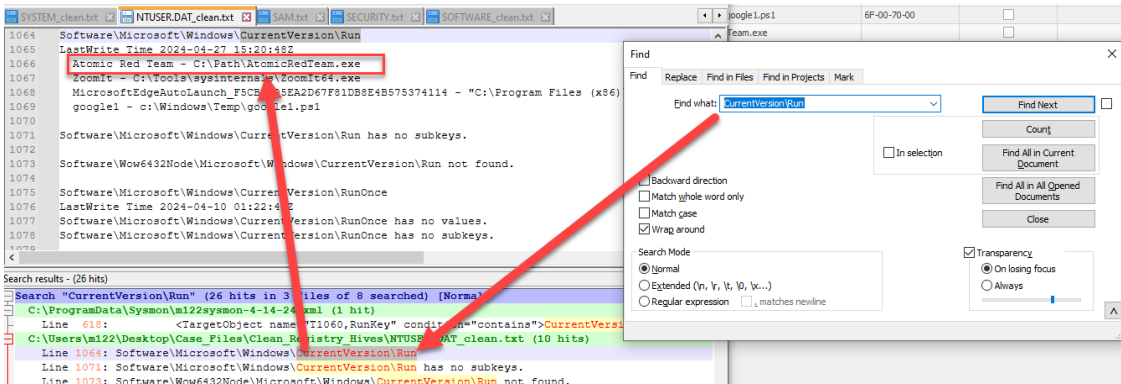 SYSTEM_clean.txt NTUSER.DAT_clean.txt SAM.txt SECURITY.txt SOFTWARE_clean.txt
1064 Software\Microsoft\Windows\CurrentVersion\Run
1065 LastWrite Time 2024-04-27 15:20:48Z
1066 Atomic Red Team - C:\Path\AtomicRedTeam.exe
1067 ZoomIt - C:\Tools\sysinternals\ZoomIt64.exe
1068 MicrosoftEdgeAutoLaunch_F5CB EA2D67F81DB8E4B575374114 - "C:\Program Files (x86)
1069 google1 - c:\Windows\Temp\google1.ps1
1070
1071 Software\Microsoft\Windows\CurrentVersion\Run has no subkeys.
1072
1073 Software\Wow6432Node\Microsoft\Windows\CurrentVersion\Run not found.
1074
1075 Software\Microsoft\Windows\CurrentVersion\RunOnce
1076 LastWrite Time 2024-04-10 01:22:4 Z
1077 Software\Microsoft\Windows\CurrentVersion\RunOnce has no values.
1078 Software\Microsoft\Windows\CurrentVersion\RunOnce has no subkeys.
1079
Search results - (26 hits)
Search "CurrentVersion\Run" (26 hits in 3 files of 8 searched) [Normal
C:\ProgramData\Sysmon\m122sysmon-4-14-24.xml (1 hit)
Line 618: <TargetObject name="T1060,RunKey" condition="contains">CurrentVersi
C:\Users\m122\Desktop\Case_Files\Clean_Registry_Hives\NTUSER.DAT_clean.txt (10 hits)
Line 1064: Software\Microsoft\Windows\CurrentVersion\Run
Line 1071: Software\Microsoft\Windows\CurrentVersion\Run has no subkeys.
Line 1073: Software\Wow6432Node\Microsoft\Windows\CurrentVersion\Run not found.
google1.ps1 6F-00-70-00
Team.exe
Find
Find Replace Find in Files Find in Projects Mark
Find what: CurrentVersion\Run
Find Next
Count
In selection
Find All in Current Document
Find All in All Opened Documents
Close
Backward direction
Match whole word only
Match case
Wrap around
Search Mode
Normal
Extended (\n, \r, \t, \0, \x...)
Regular expression
. matches newline
Transparency
On losing focus
Always